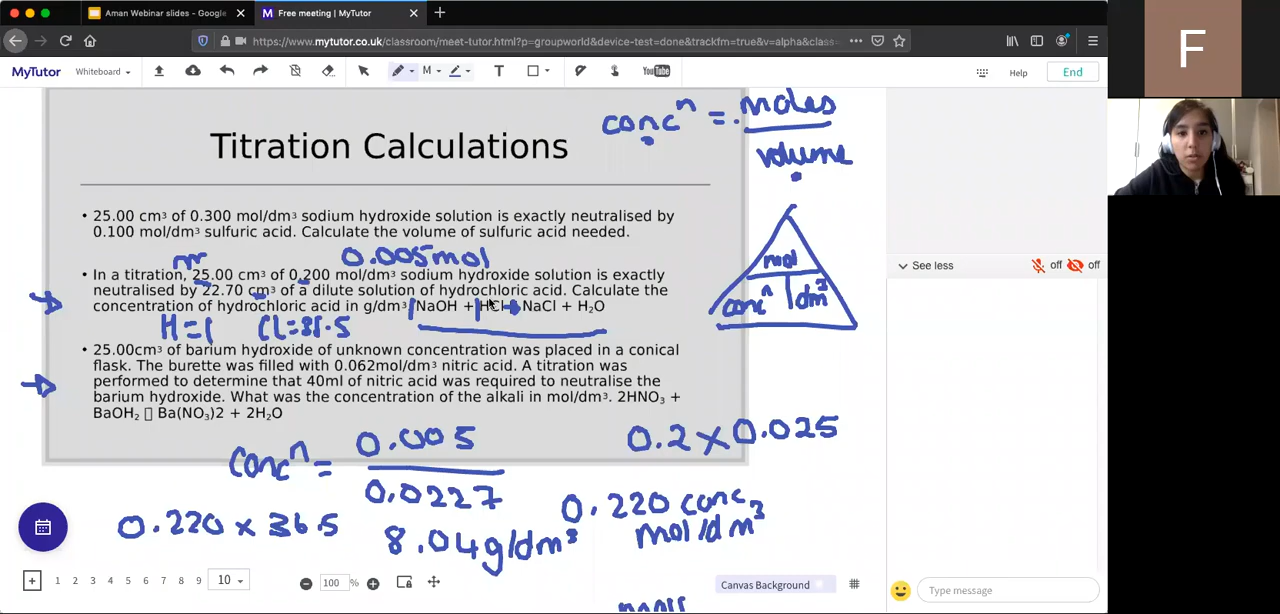 Aman Webinar slides - Google
Free meeting | MyTutor
https://www.mytutor.co.uk/classroom/meet-tutor.html?p=groupworld&device-test=done&trackfm=true&v=alpha&class=
MyTutor
Whiteboard
M
T
YouTube
Help
End
F
concⁿ = moles
volume
Titration Calculations
• 25.00 cm³ of 0.300 mol/dm³ sodium hydroxide solution is exactly
neutralised by 0.100 mol/dm³ sulfuric acid. Calculate the volume of sulfuric acid needed.
0.005mol
• In a titration, 25.00 cm³ of 0.200 mol/dm³ sodium hydroxide solution is exactly
neutralised by 22.70 cm³ of a dilute solution of hydrochloric acid. Calculate the
concentration of hydrochloric acid in g/dm³ NaOH + HCl → NaCl + H₂O
H=1 CL=35.5
mol
concⁿ dm³
• 25.00cm³ of barium hydroxide of unknown concentration was placed in a conical
flask. The burette was filled with 0.062mol/dm³ nitric acid. A titration was
performed to determine that 40ml of nitric acid was required to neutralise the
barium hydroxide. What was the concentration of the alkali in mol/dm³. 2HNO₃ +
BaOH₂ ▯ Ba(NO₃)2 + 2H₂O
concⁿ = 0.005
0.0227
0.2 x 0.025
0.220 conc
mol/dm³
0.220 x 36.5
8.04g/dm³
See less
off
off
1 2 3 4 5 6 7 8 9 10
100 %
Canvas Background
Type message